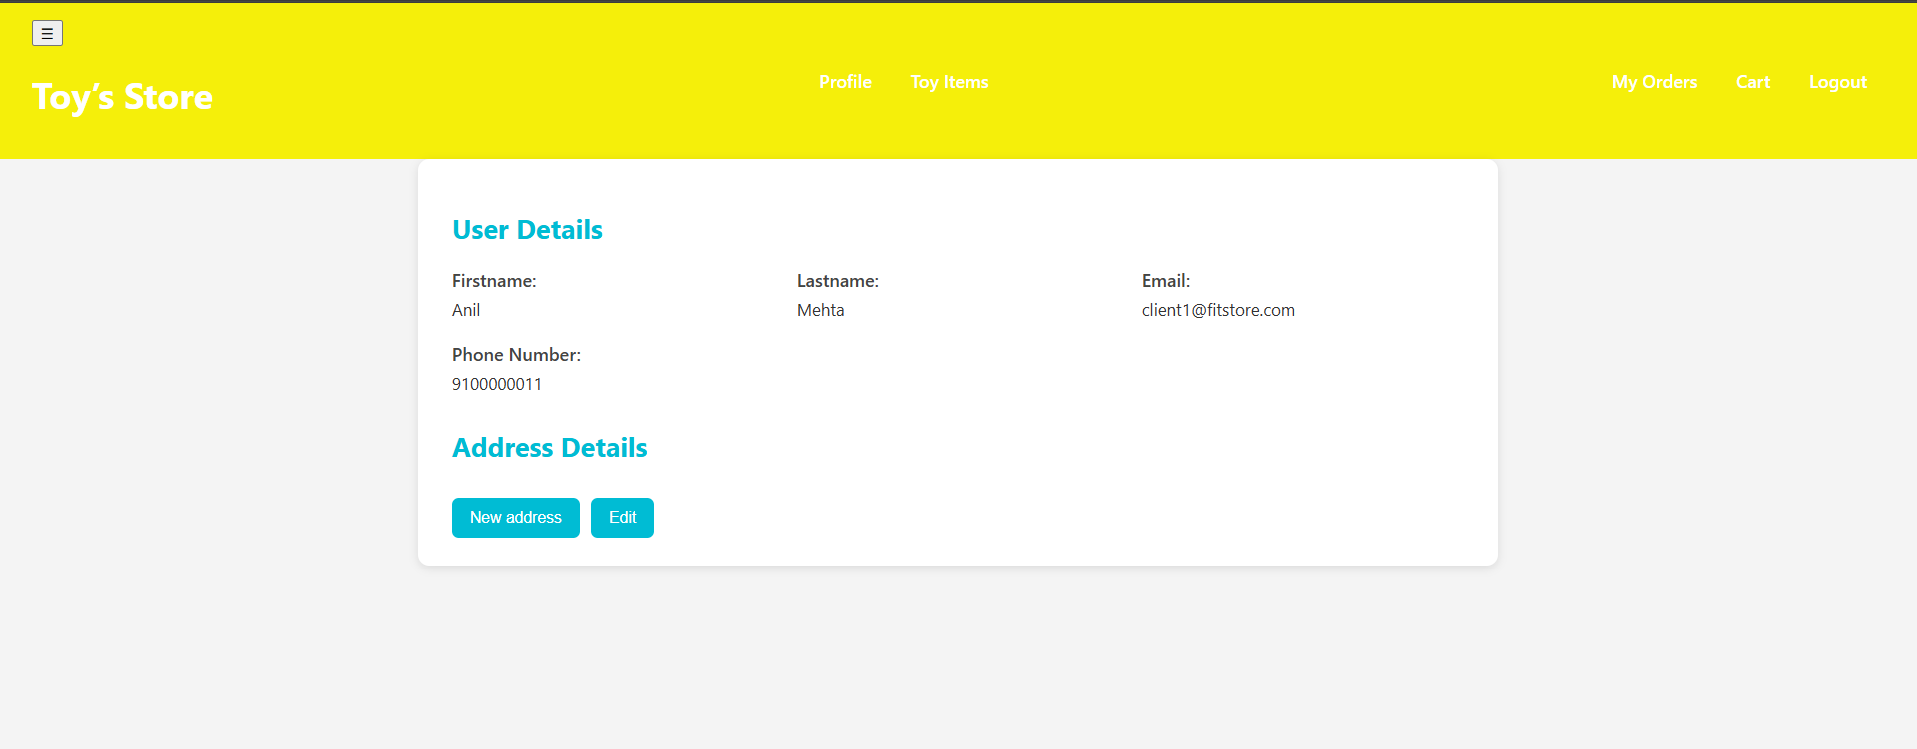 ☰
Toy’s Store
Profile Toy Items
My Orders Cart Logout
User Details
Firstname: Lastname: Email:
Anil Mehta client1@fitstore.com
Phone Number:
9100000011
Address Details
New address Edit